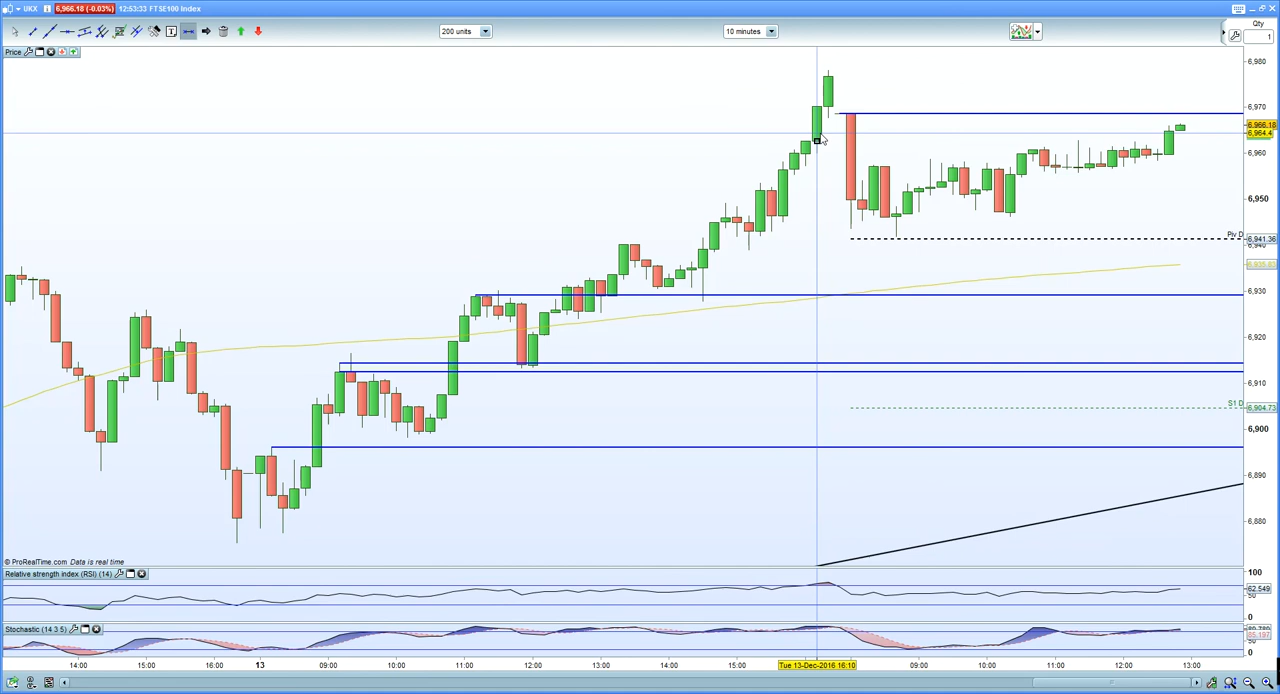 UKX 6,966.18 (-0.03%) 12:53:33 FTSE100 Index
200 units
10 minutes
Qty
1
Price
6,980
6,970
6,966.18
6,964.4
6,960
6,950
Piv D
6,941.36
6,940
6,930
6,920
6,910
S1 D
6,904.73
6,900
6,890
6,880
© ProRealTime.com Data is real time
Relative strength index (RSI) (14)
100
62.549
50
0
Stochastic (14 3 5)
85.197
50
0
14:00 15:00 16:00 13 09:00 10:00 11:00 12:00 13:00 14:00 15:00 Tue 13-Dec-2016 16:10 09:00 10:00 11:00 12:00 13:00